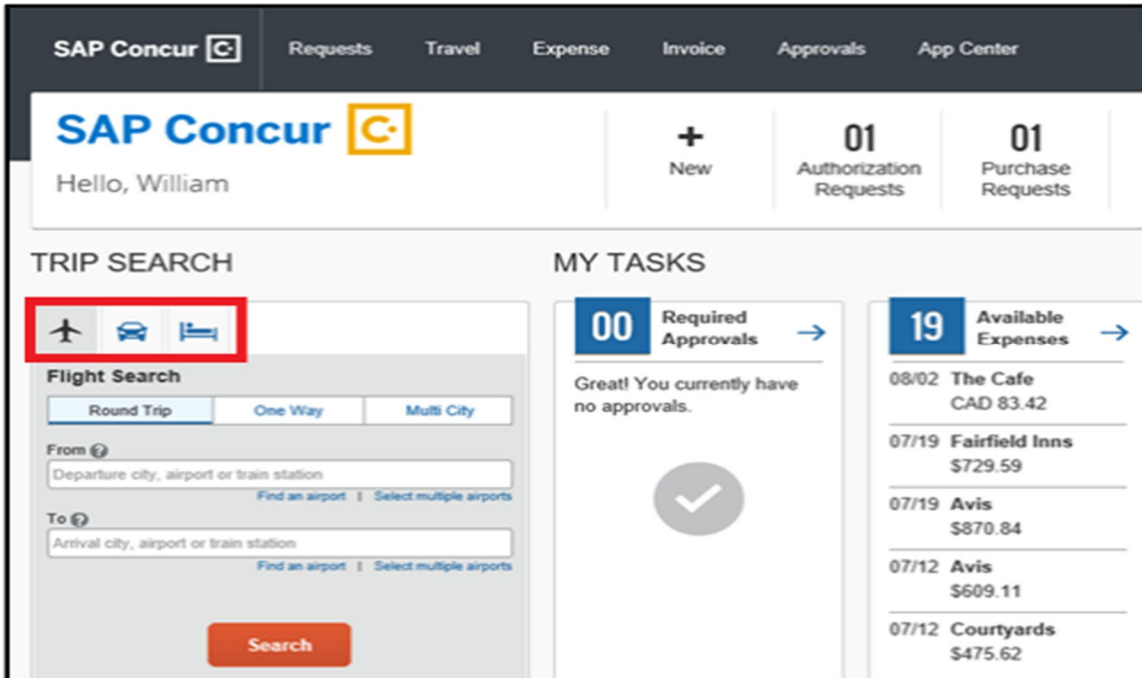 SAP Concur C Requests Travel Expense Invoice Approvals App Center
SAP Concur C
Hello, William
+
New
01
Authorization
Requests
01
Purchase
Requests
TRIP SEARCH
Flight Search
Round Trip One Way Multi City
From ?
Departure city, airport or train station
Find an airport | Select multiple airports
To ?
Arrival city, airport or train station
Find an airport | Select multiple airports
Search
MY TASKS
00 Required
Approvals →
Great! You currently have
no approvals.
19 Available
Expenses →
08/02 The Cafe
CAD 83.42
07/19 Fairfield Inns
$729.59
07/19 Avis
$870.84
07/12 Avis
$609.11
07/12 Courtyards
$475.62